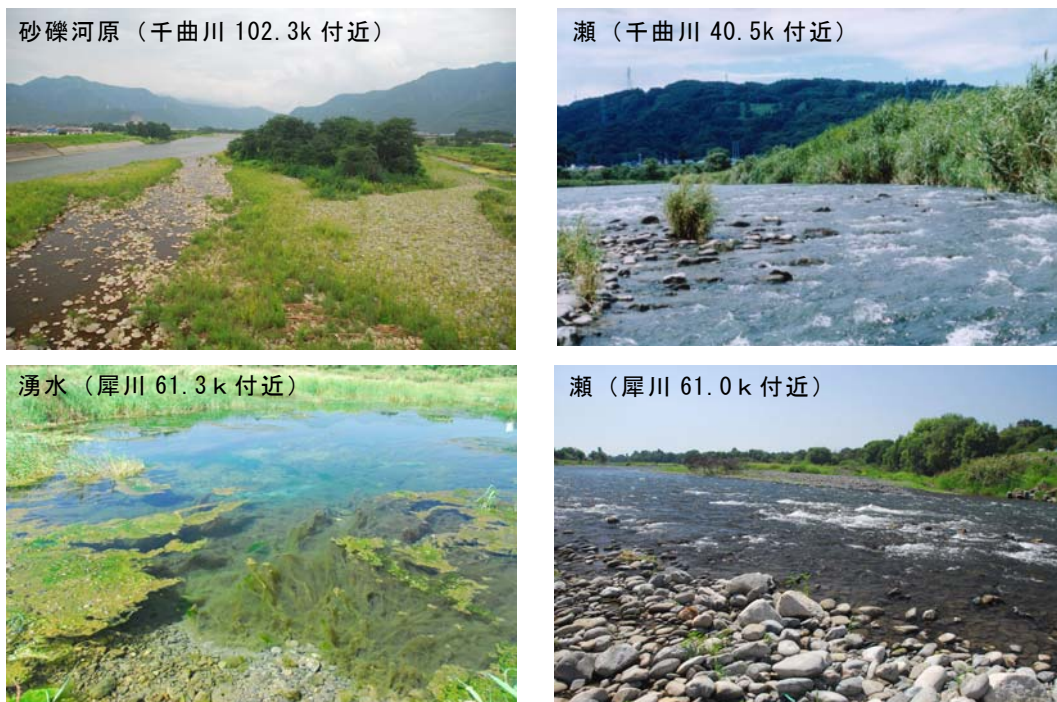 砂礫河原（千曲川 102.3k 付近）
瀬（千曲川 40.5k 付近）
湧水（犀川 61.3ｋ付近）
瀬（犀川 61.0ｋ付近）